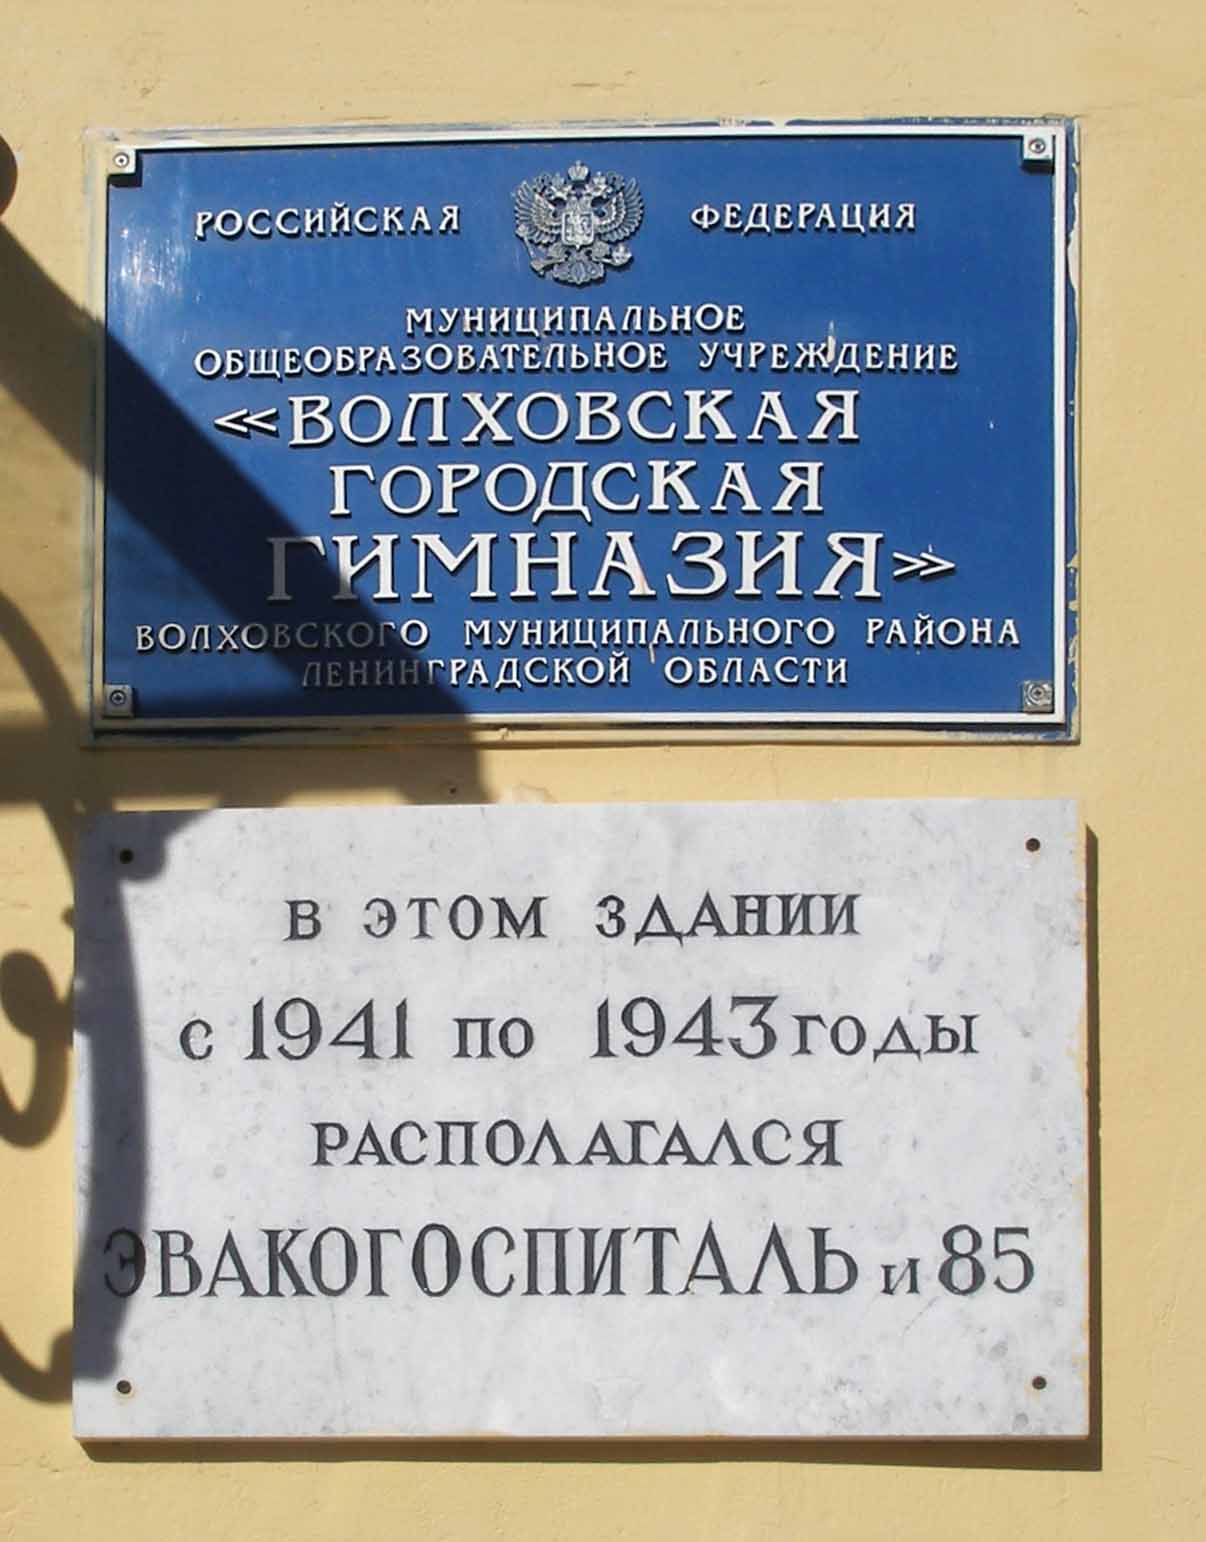 РОССИЙСКАЯ ФЕДЕРАЦИЯ
МУНИЦИПАЛЬНОЕ
ОБЩЕОБРАЗОВАТЕЛЬНОЕ УЧРЕЖДЕНИЕ
«ВОЛХОВСКАЯ
ГОРОДСКАЯ
ГИМНАЗИЯ»
ВОЛХОВСКОГО МУНИЦИПАЛЬНОГО РАЙОНА
ЛЕНИНГРАДСКОЙ ОБЛАСТИ
В ЭТОМ ЗДАНИИ
с 1941 по 1943 годы
РАСПОЛАГАЛСЯ
ЭВАКОГОСПИТАЛЬ и 85